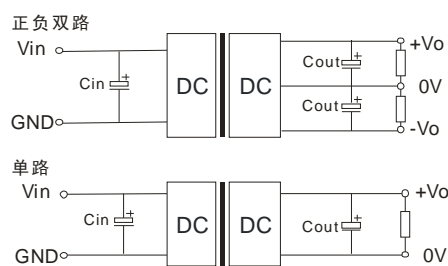 正负双路
Vin
+Vo
Cin
+
DC
DC
Cout
+
0V
Cout
+
GND
-Vo
单路
Vin
+Vo
Cin
+
DC
DC
Cout
+
GND
0V